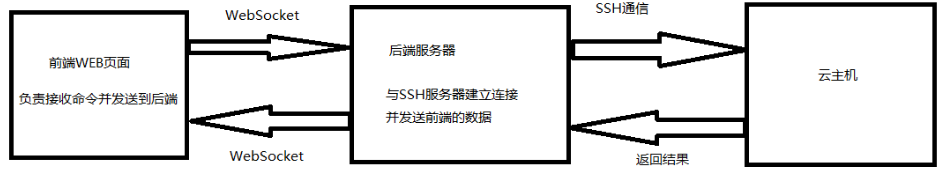 WebSocket
SSH通信
前端WEB页面
负责接收命令并发送到后端
后端服务器
与SSH服务器建立连接
并发送前端的数据
云主机
WebSocket
返回结果